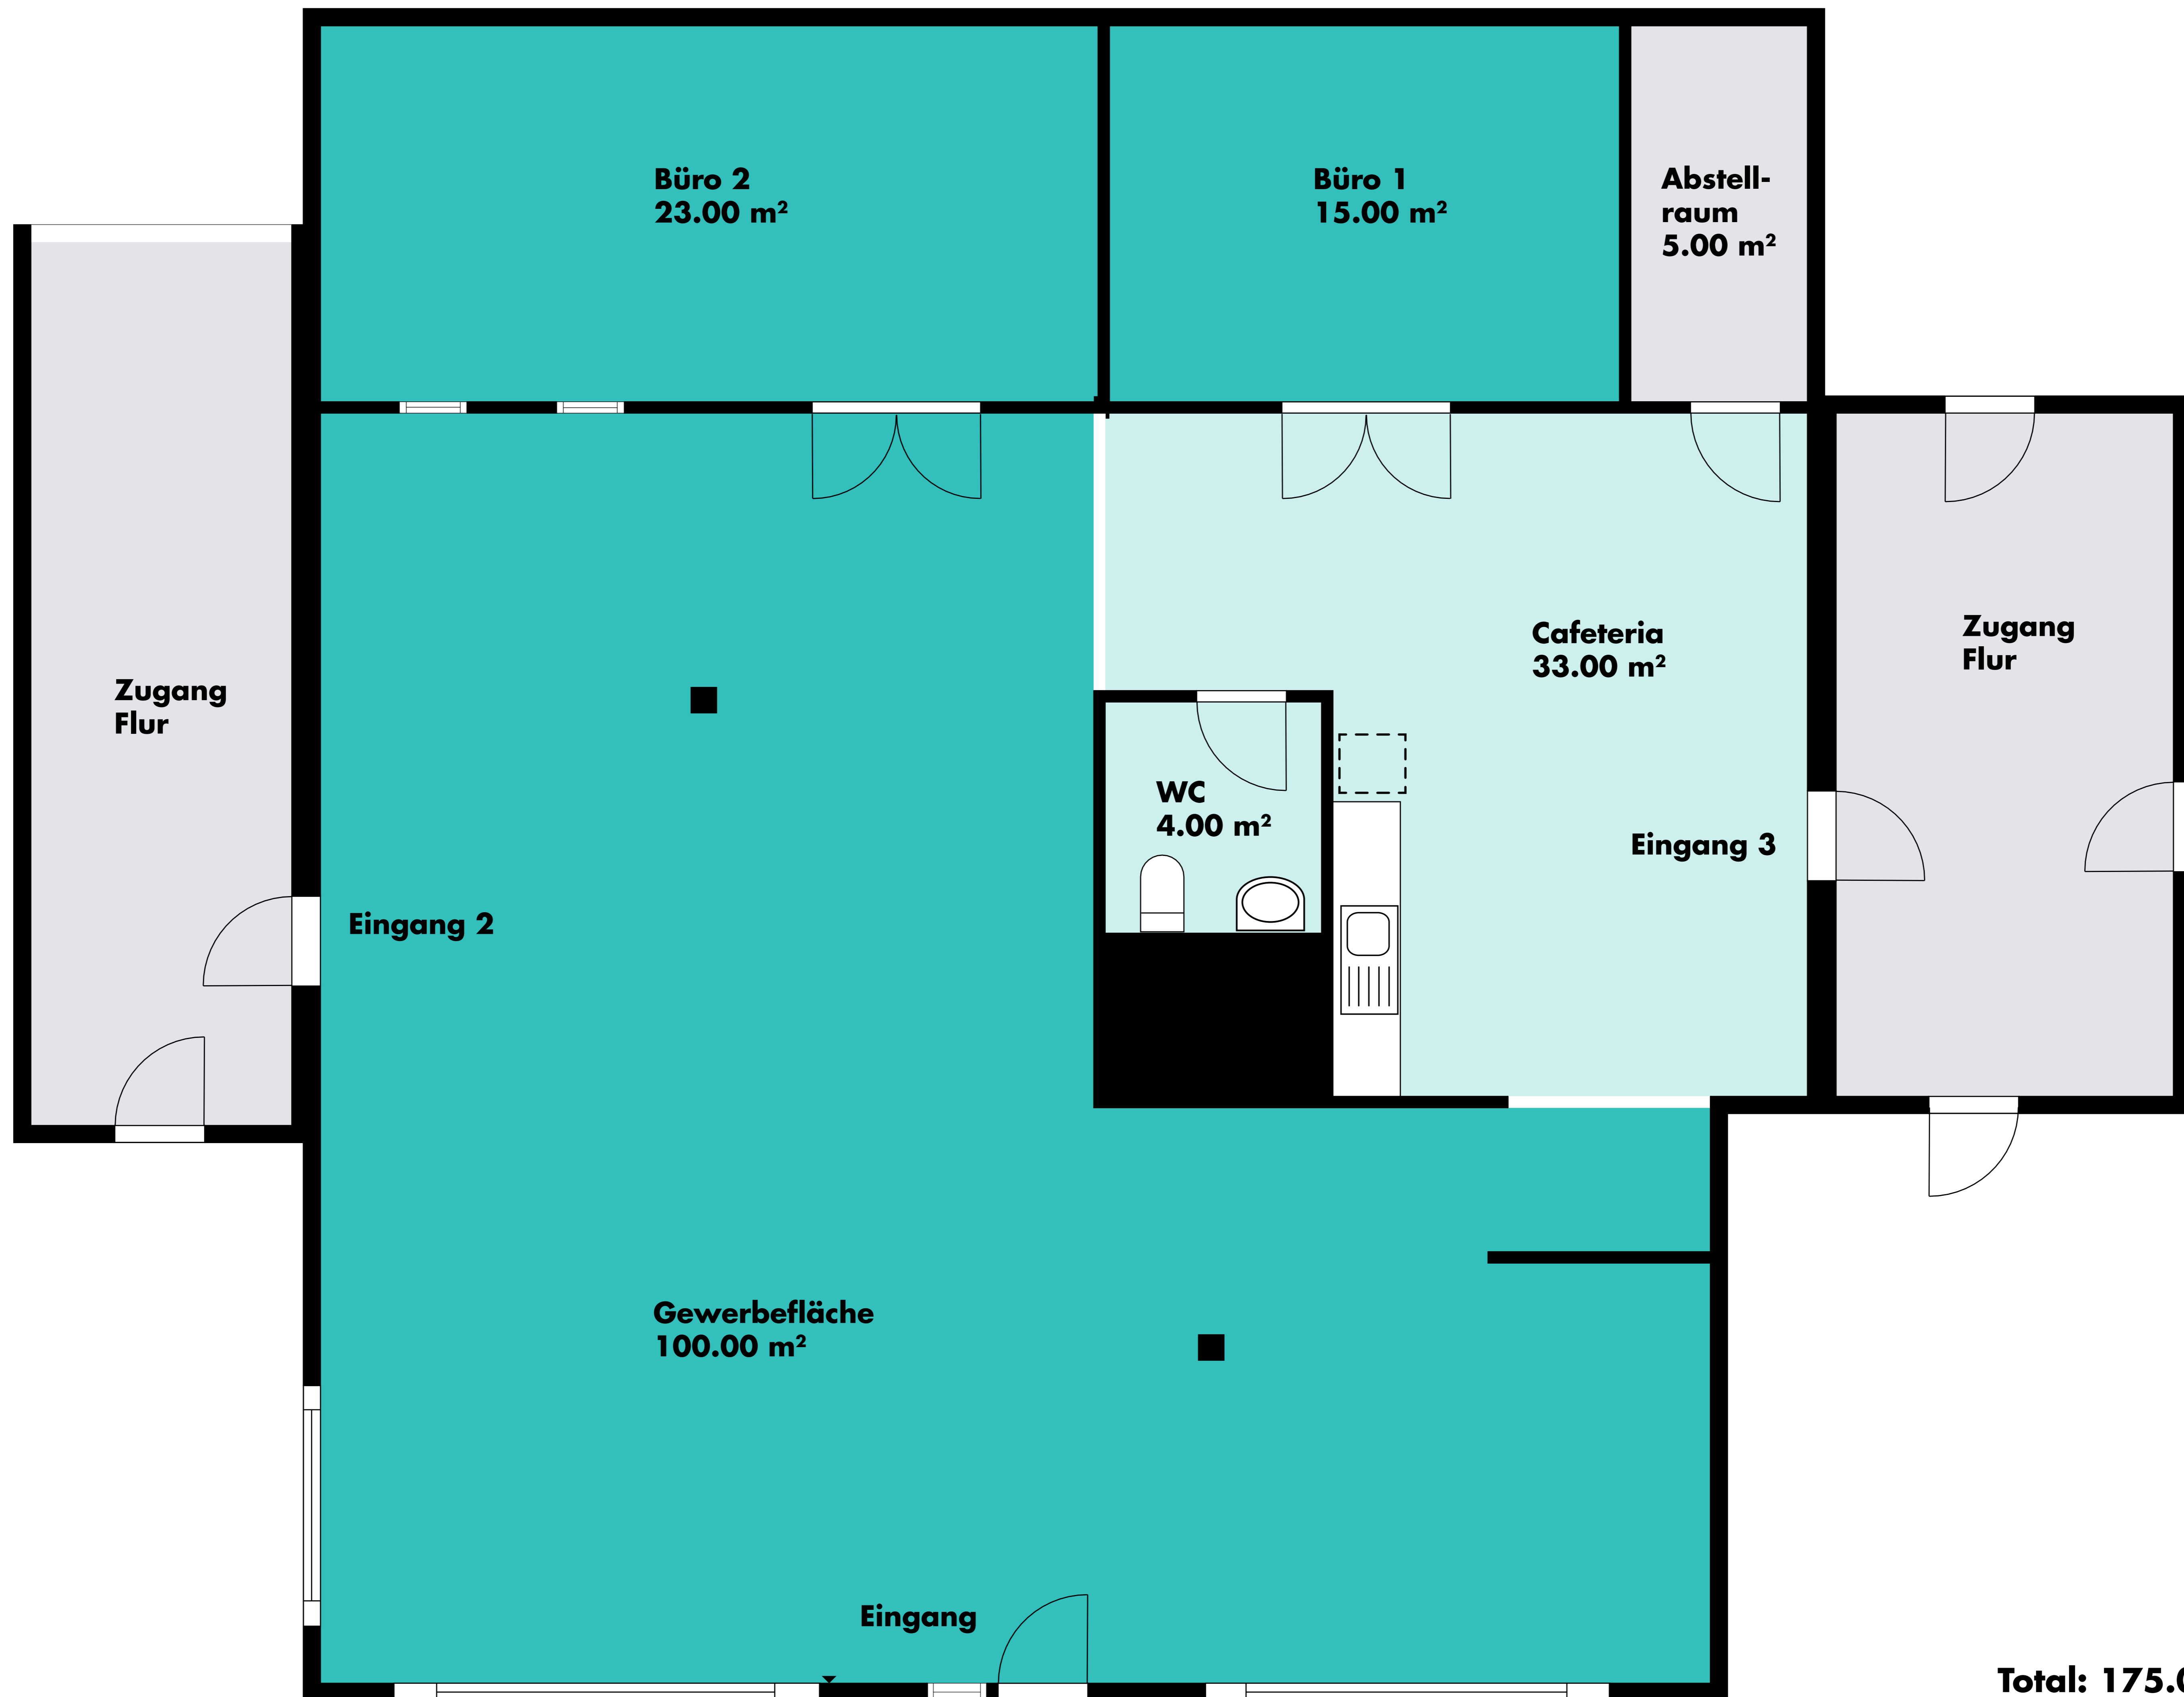 Büro 2
23.00 m²
Büro 1
15.00 m²
Abstell-
raum
5.00 m²
Zugang
Flur
Cafeteria
33.00 m²
Zugang
Flur
WC
4.00 m²
Eingang 3
Eingang 2
Gewerbefläche
100.00 m²
Eingang
Total: 175.